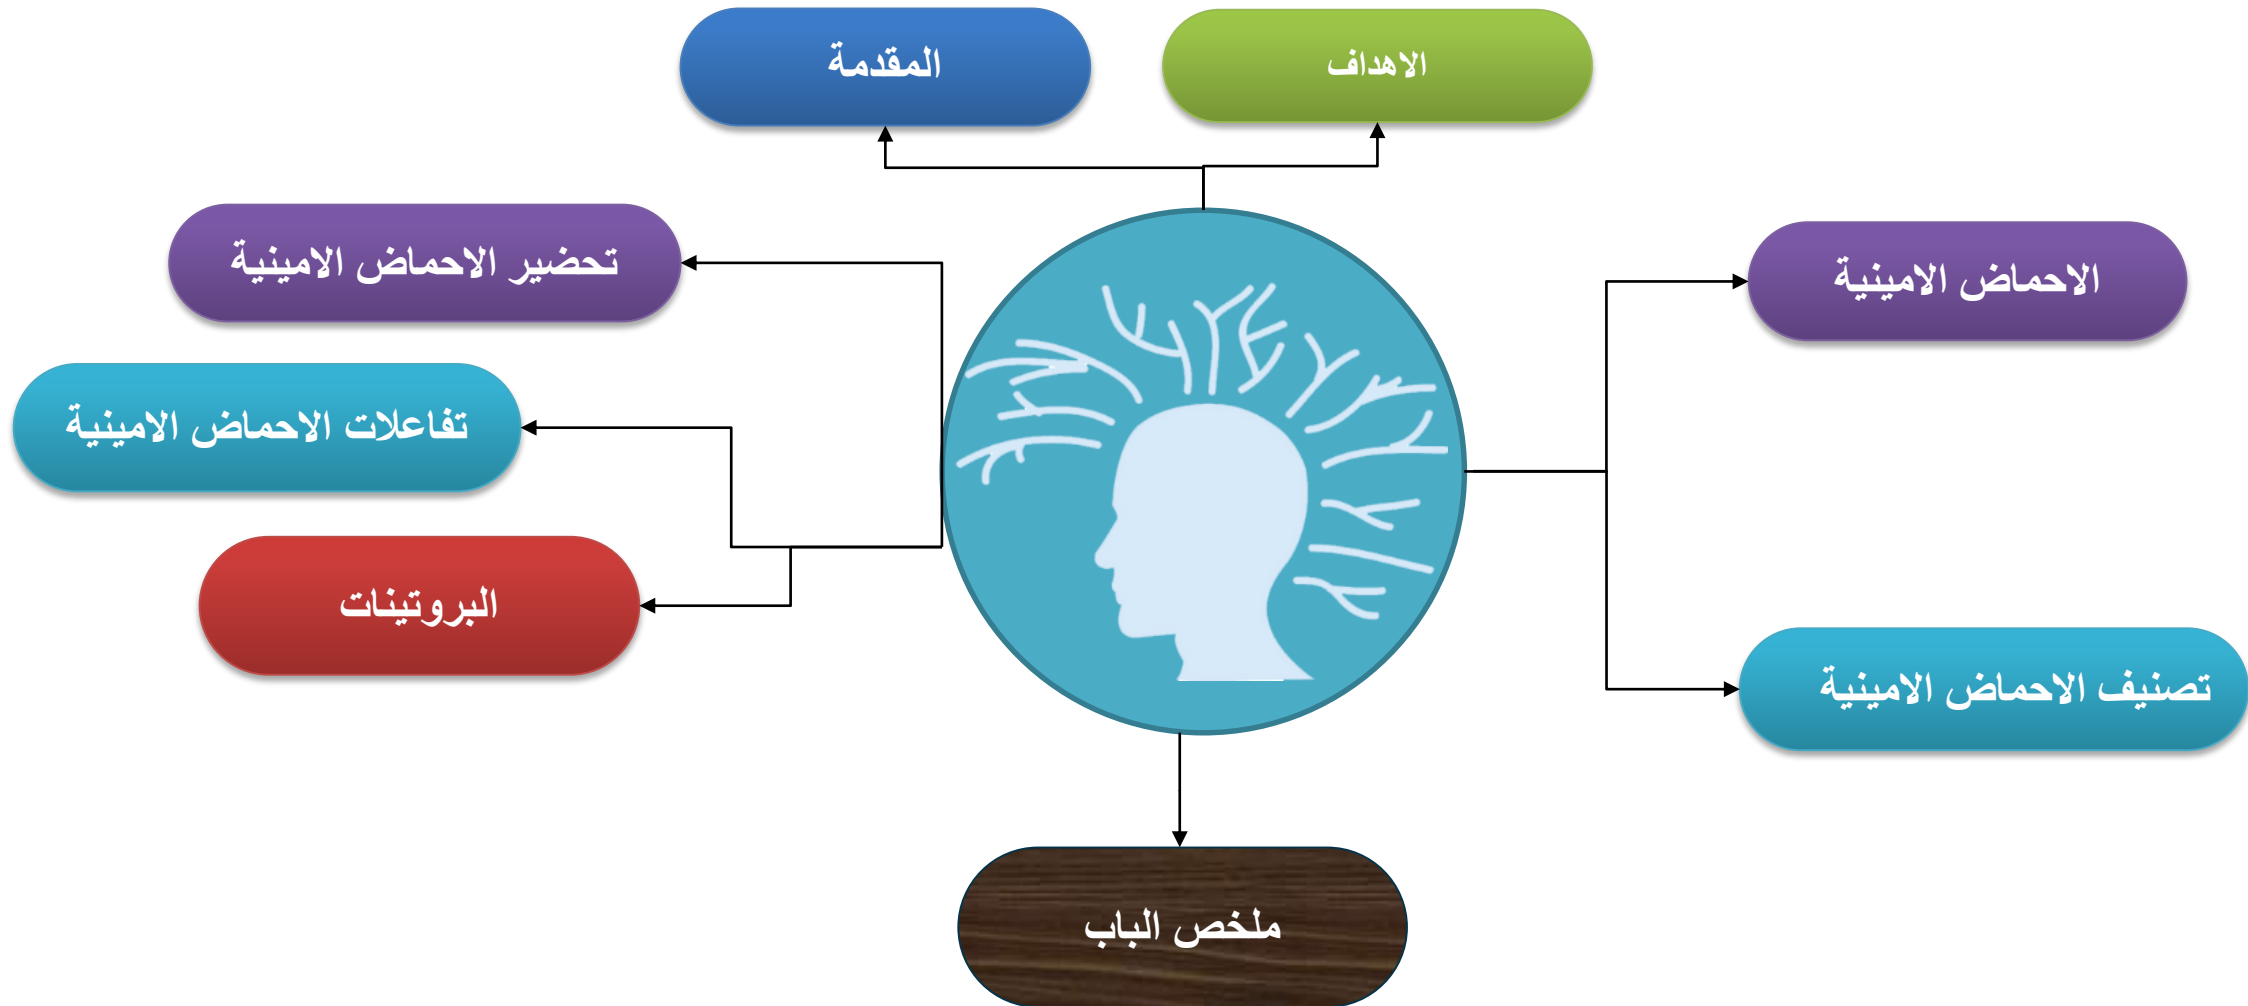 الاهداف
المقدمة
الاحماض الامينية
تصنيف الاحماض الامينية
تحضير الاحماض الامينية
تفاعلات الاحماض الامينية
البروتينات
ملخص الباب